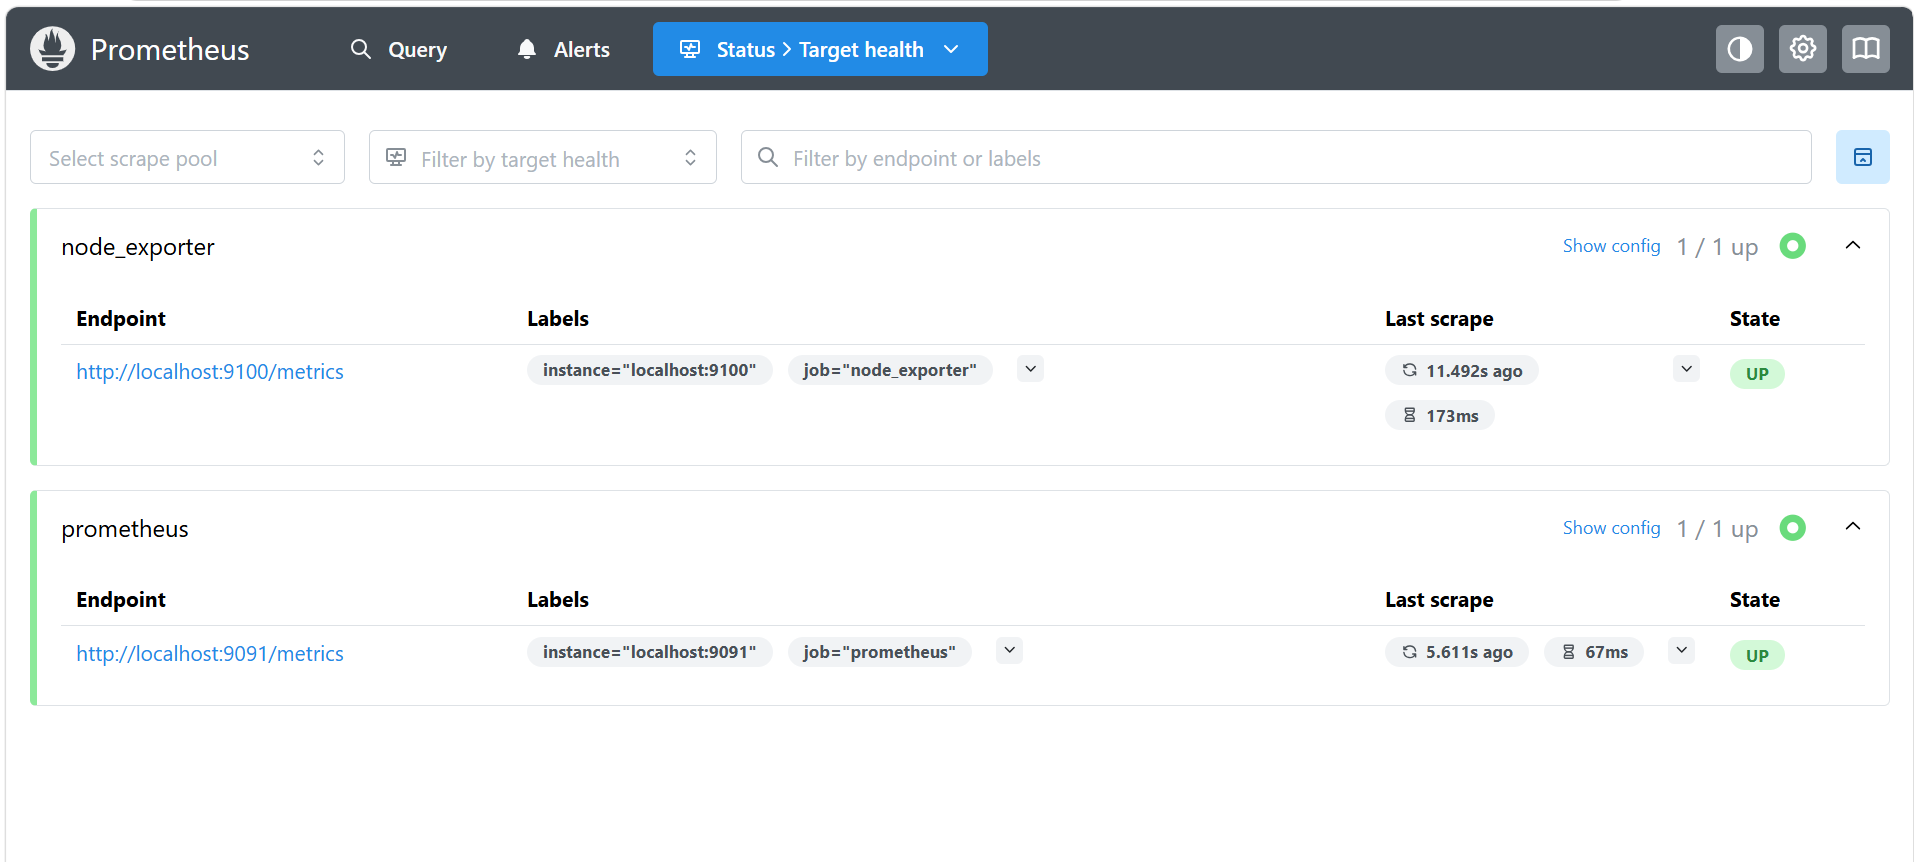 Prometheus Query Alerts Status > Target health
Select scrape pool Filter by target health Filter by endpoint or labels
node_exporter Show config 1 / 1 up
Endpoint Labels Last scrape State
http://localhost:9100/metrics instance="localhost:9100" job="node_exporter" 11.492s ago UP
173ms
prometheus Show config 1 / 1 up
Endpoint Labels Last scrape State
http://localhost:9091/metrics instance="localhost:9091" job="prometheus" 5.611s ago 67ms UP